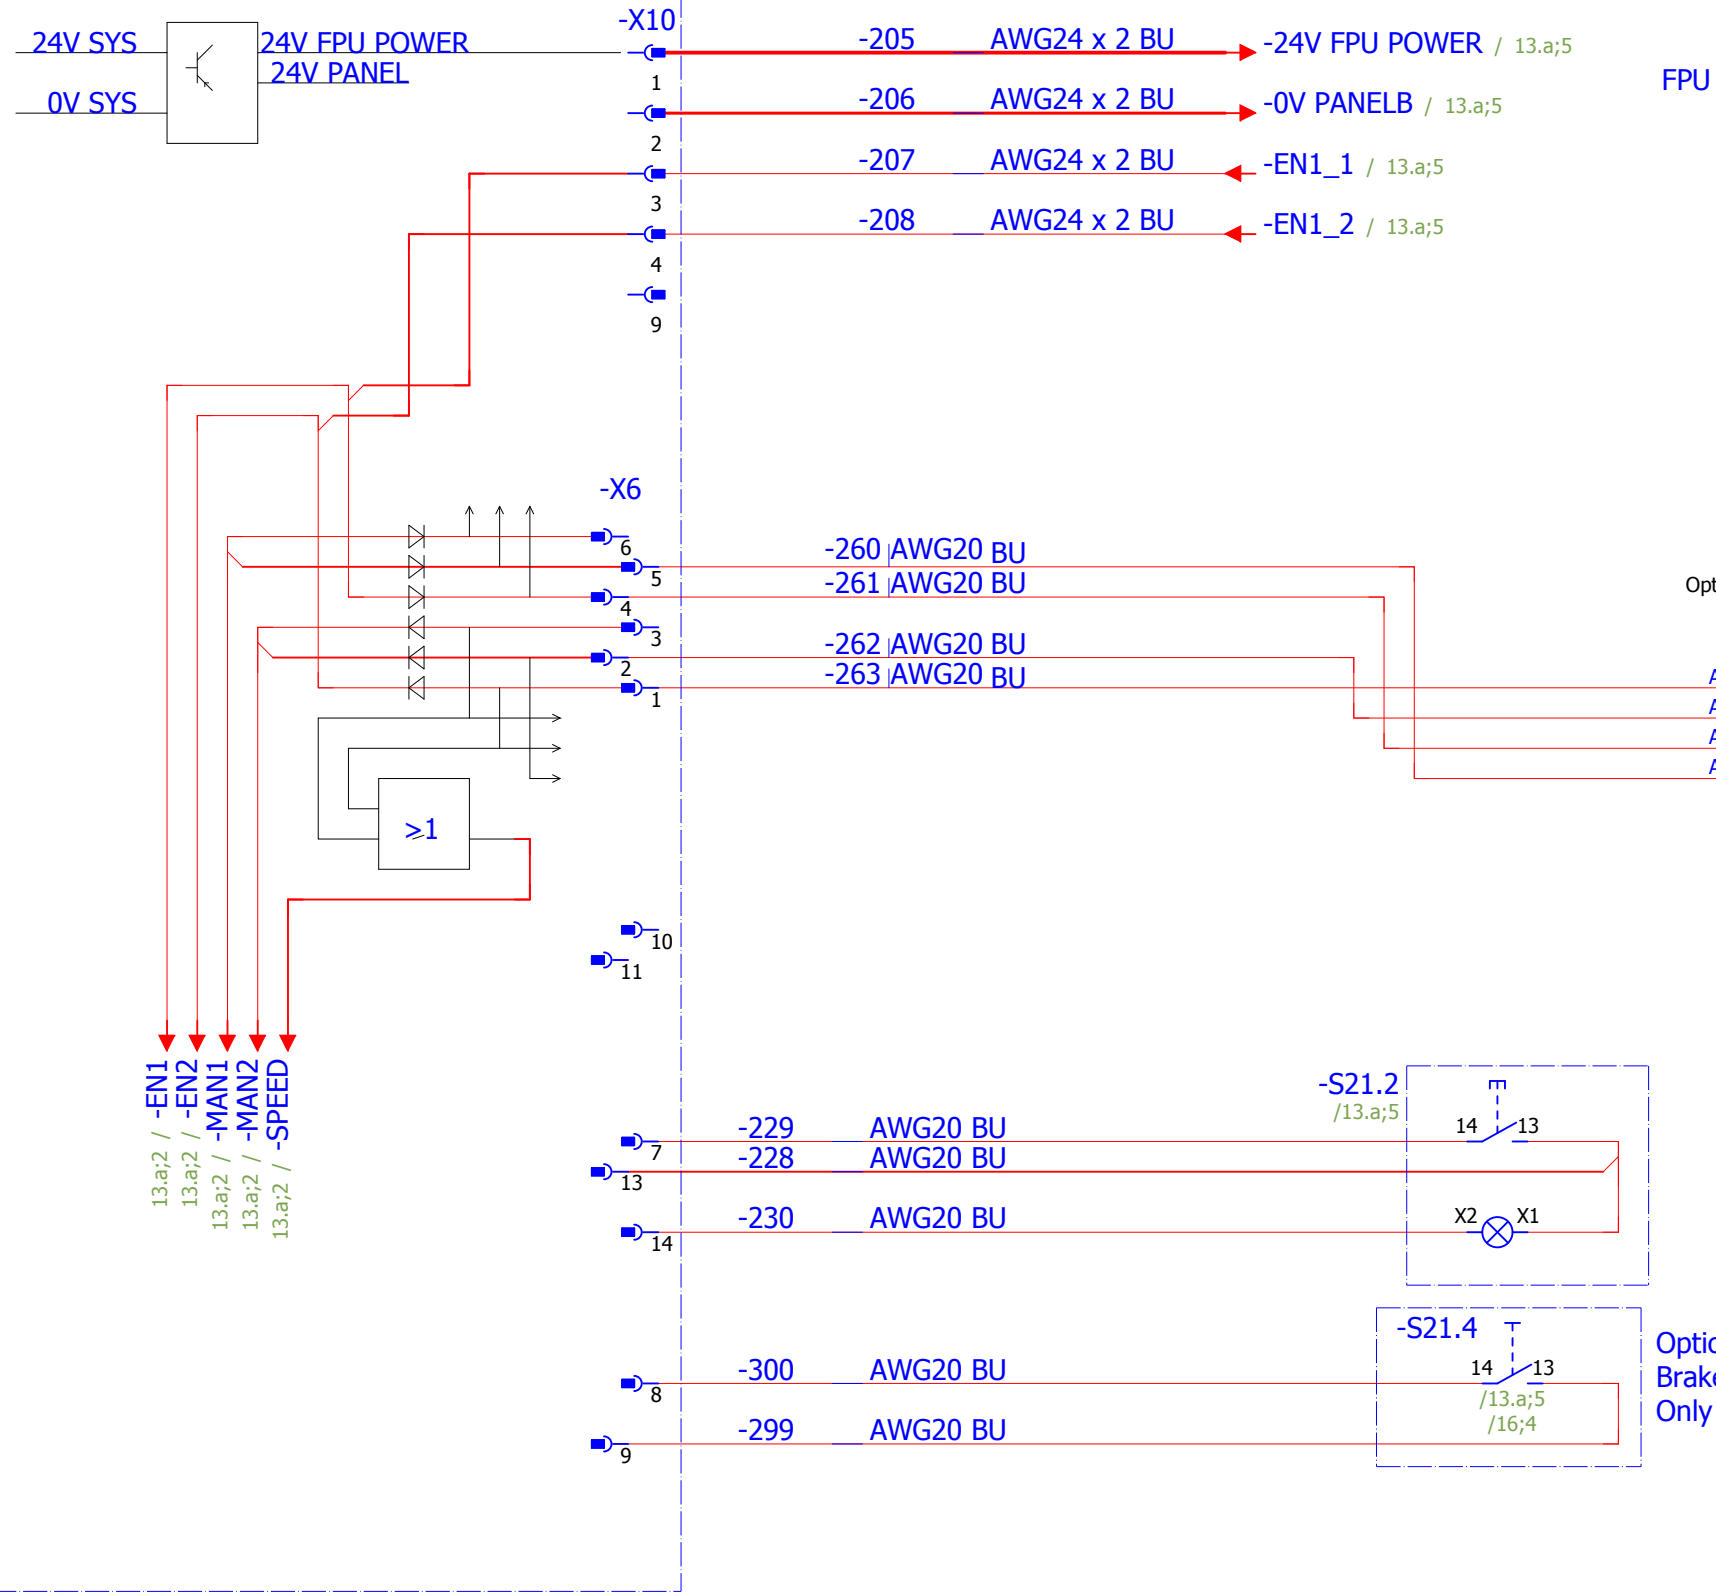 -X10
24V SYS
24V FPU POWER
24V PANEL
0V SYS
-205 AWG24 x 2 BU -24V FPU POWER / 13.a;5
1
FPU
-206 AWG24 x 2 BU -0V PANELB / 13.a;5
2
-207 AWG24 x 2 BU -EN1_1 / 13.a;5
3
-208 AWG24 x 2 BU -EN1_2 / 13.a;5
4
9
-X6
6
-260 AWG20 BU
5
-261 AWG20 BU
4
Opt
3
-262 AWG20 BU
2
-263 AWG20 BU
1
A
A
A
A
≥1
10
11
13.a;2 / -EN1
13.a;2 / -EN2
13.a;2 / -MAN1
13.a;2 / -MAN2
13.a;2 / -SPEED
-S21.2
/13.a;5
14 13
-229 AWG20 BU
7
-228 AWG20 BU
13
-230 AWG20 BU
14
X2 X1
-S21.4
14 13
/13.a;5
/16;4
Optio
Brake
Only
-300 AWG20 BU
8
-299 AWG20 BU
9